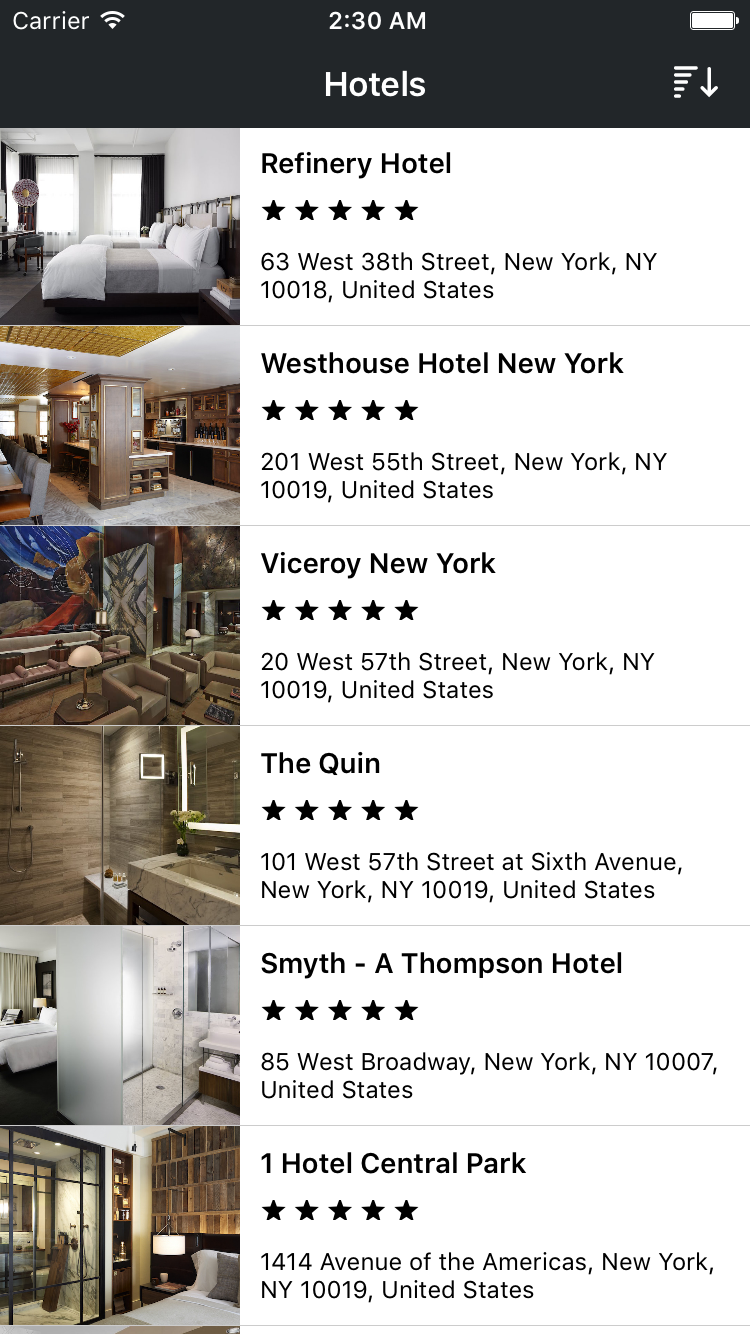 Carrier 2:30 AM
Hotels
Refinery Hotel
★ ★ ★ ★ ★
63 West 38th Street, New York, NY
10018, United States
Westhouse Hotel New York
★ ★ ★ ★ ★
201 West 55th Street, New York, NY
10019, United States
Viceroy New York
★ ★ ★ ★ ★
20 West 57th Street, New York, NY
10019, United States
The Quin
★ ★ ★ ★ ★
101 West 57th Street at Sixth Avenue,
New York, NY 10019, United States
Smyth - A Thompson Hotel
★ ★ ★ ★ ★
85 West Broadway, New York, NY 10007,
United States
1 Hotel Central Park
★ ★ ★ ★ ★
1414 Avenue of the Americas, New York,
NY 10019, United States